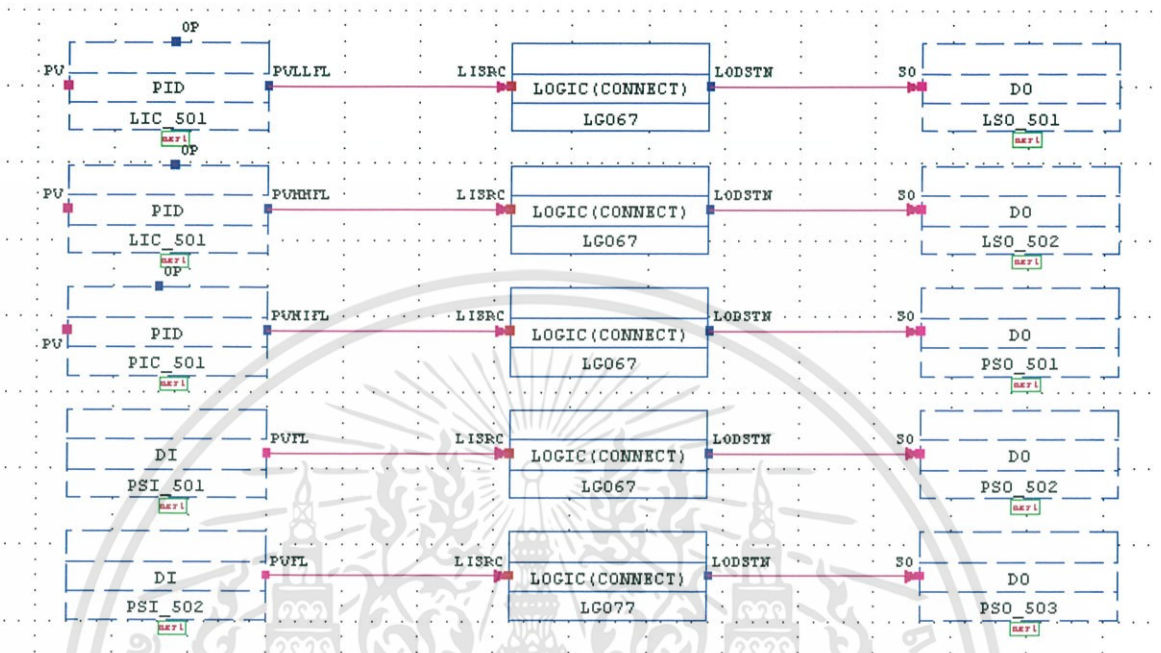 OP
PV PVLLFL LISRC LODSTN SO
PID LOGIC(CONNECT) DO
LIC_501 LG067 LSO_501
OP
PV PVHHFL LISRC LODSTN SO
PID LOGIC(CONNECT) DO
LIC_501 LG067 LSO_502
OP
PVHIFL LISRC LODSTN SO
PV PID LOGIC(CONNECT) DO
PIC_501 LG067 PSO_501
PVFL LISRC LODSTN SO
DI LOGIC(CONNECT) DO
PSI_501 LG067 PSO_502
PVFL LISRC LODSTN SO
DI LOGIC(CONNECT) DO
PSI_502 LG077 PSO_503